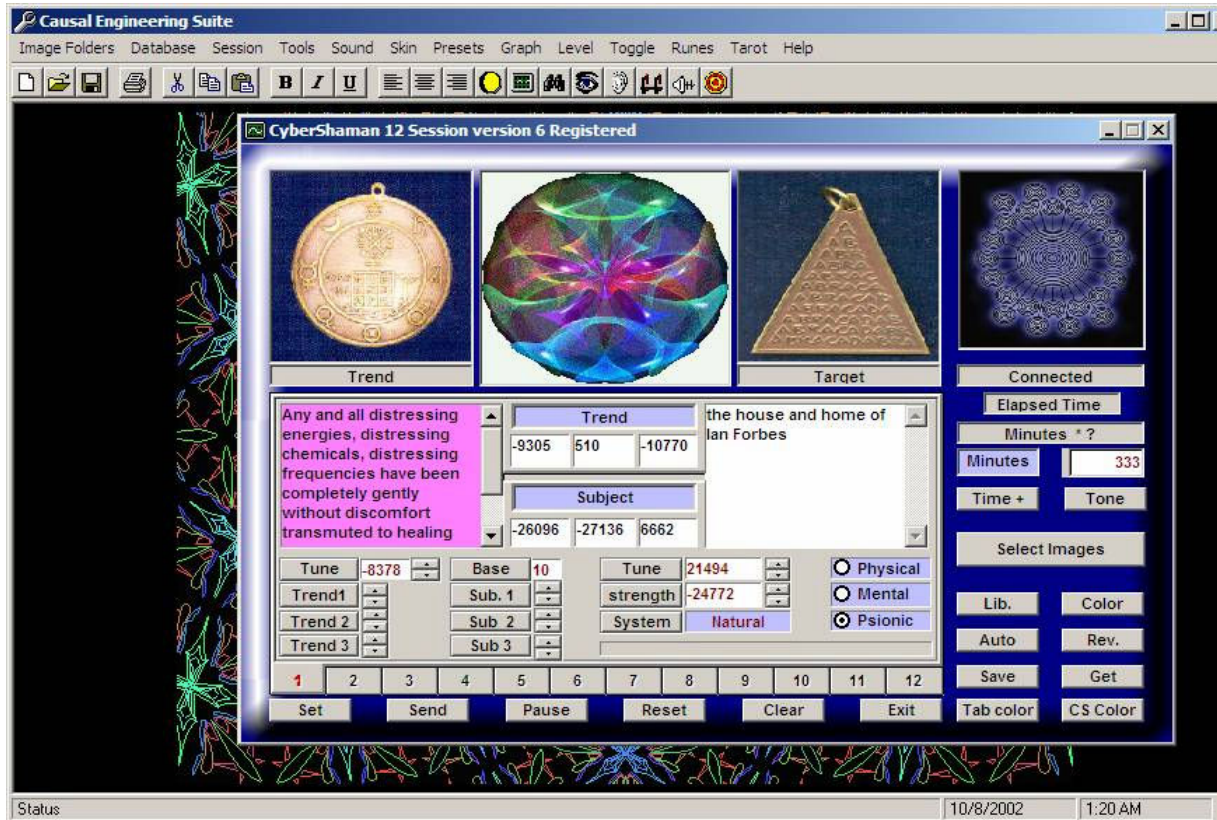 Causal Engineering Suite
Image Folders Database Session Tools Sound Skin Presets Graph Level Toggle Runes Tarot Help
B I U
CyberShaman 12 Session version 6 Registered
Trend
Target
Connected
Any and all distressing
energies, distressing
chemicals, distressing
frequencies have been
completely gently
without discomfort
transmuted to healing
Trend
-9305 510 -10770
Subject
-26096 -27136 6662
the house and home of
Ian Forbes
Elapsed Time
Minutes * ?
Minutes 333
Time + Tone
Select Images
Tune -8378 Base 10 Tune 21494 Physical
Trend1 Sub. 1 strength -24772 Mental
Trend 2 Sub 2 System Natural Psionic
Trend 3 Sub 3
Lib. Color
Auto Rev.
Save Get
Tab color CS Color
1 2 3 4 5 6 7 8 9 10 11 12
Set Send Pause Reset Clear Exit
Status 10/8/2002 1:20 AM